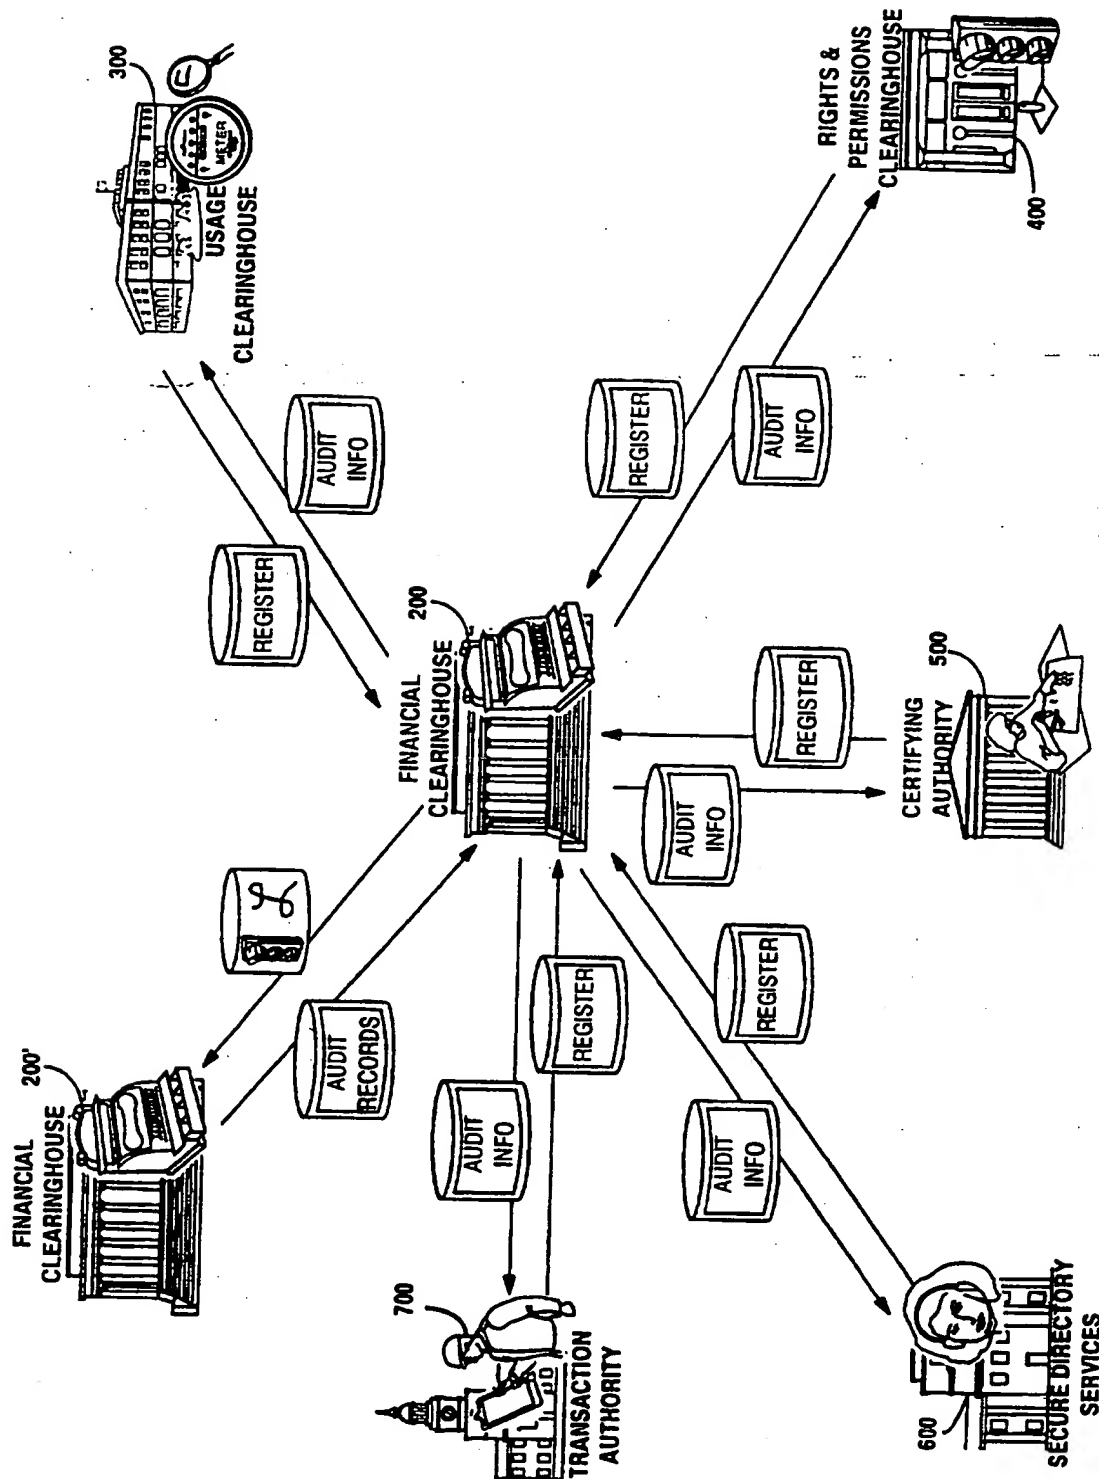 FINANCIAL
CLEARINGHOUSE
200'
300
METER
USAGE
CLEARINGHOUSE
REGISTER
AUDIT
INFO
AUDIT
RECORDS
FINANCIAL
CLEARINGHOUSE
200
700
TRANSACTION
AUTHORITY
AUDIT
INFO
REGISTER
REGISTER
AUDIT
INFO
AUDIT
INFO
REGISTER
AUDIT
INFO
REGISTER
RIGHTS &
PERMISSIONS
CLEARINGHOUSE
400
600
SECURE DIRECTORY
SERVICES
CERTIFYING
AUTHORITY
500